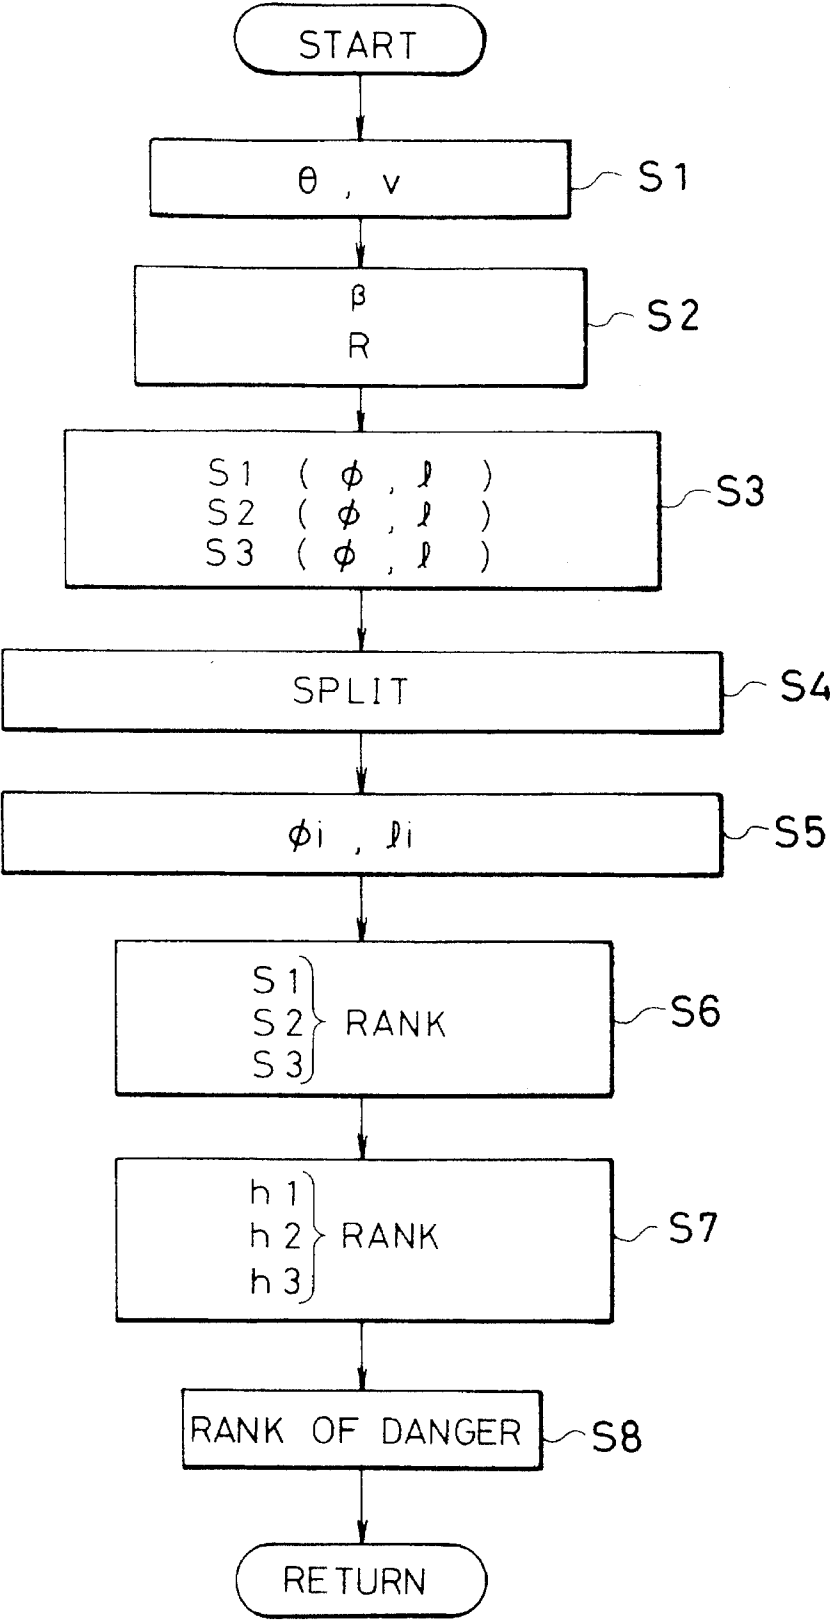 START
θ , v
S1
β
R
S2
S1 ( ϕ , ℓ )
S2 ( ϕ , ℓ )
S3 ( ϕ , ℓ )
S3
SPLIT
S4
ϕi , ℓi
S5
S1
S2 } RANK
S3
S6
h1
h2 } RANK
h3
S7
RANK OF DANGER
S8
RETURN